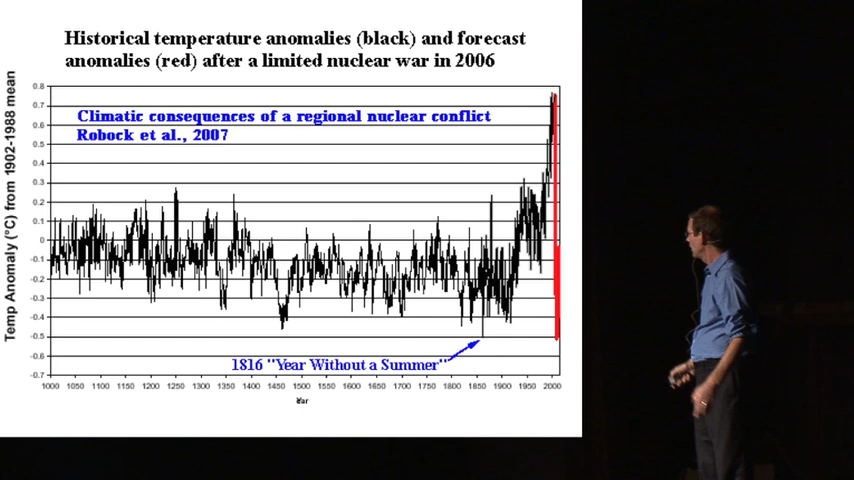 Historical temperature anomalies (black) and forecast
anomalies (red) after a limited nuclear war in 2006
Temp Anomaly (°C) from 1902-1988 mean
Climatic consequences of a regional nuclear conflict
Robock et al., 2007
0.8
0.7
0.6
0.5
0.4
0.3
0.2
0.1
0
-0.1
-0.2
-0.3
-0.4
-0.5
-0.6
-0.7
1816 "Year Without a Summer"
1000 1050 1100 1150 1200 1250 1300 1350 1400 1450 1500 1550 1600 1650 1700 1750 1800 1850 1900 1950 2000
Year